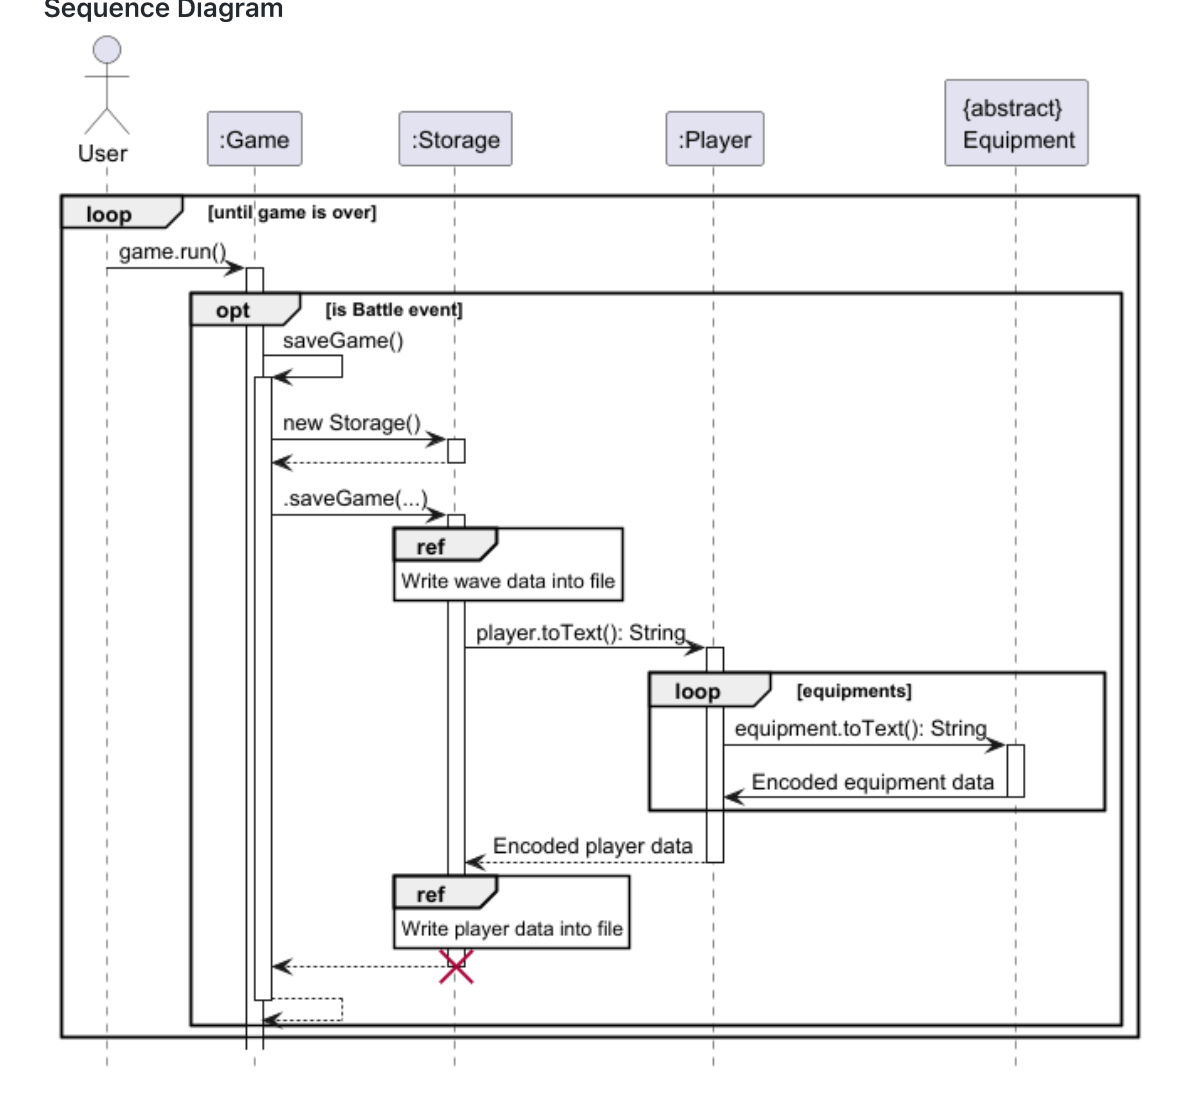 Sequence Diagram
User
:Game
:Storage
:Player
{abstract}
Equipment
loop
[until game is over]
game.run()
opt
[is Battle event]
saveGame()
new Storage()
.saveGame(...)
ref
Write wave data into file
player.toText(): String
loop
[equipments]
equipment.toText(): String
Encoded equipment data
Encoded player data
ref
Write player data into file